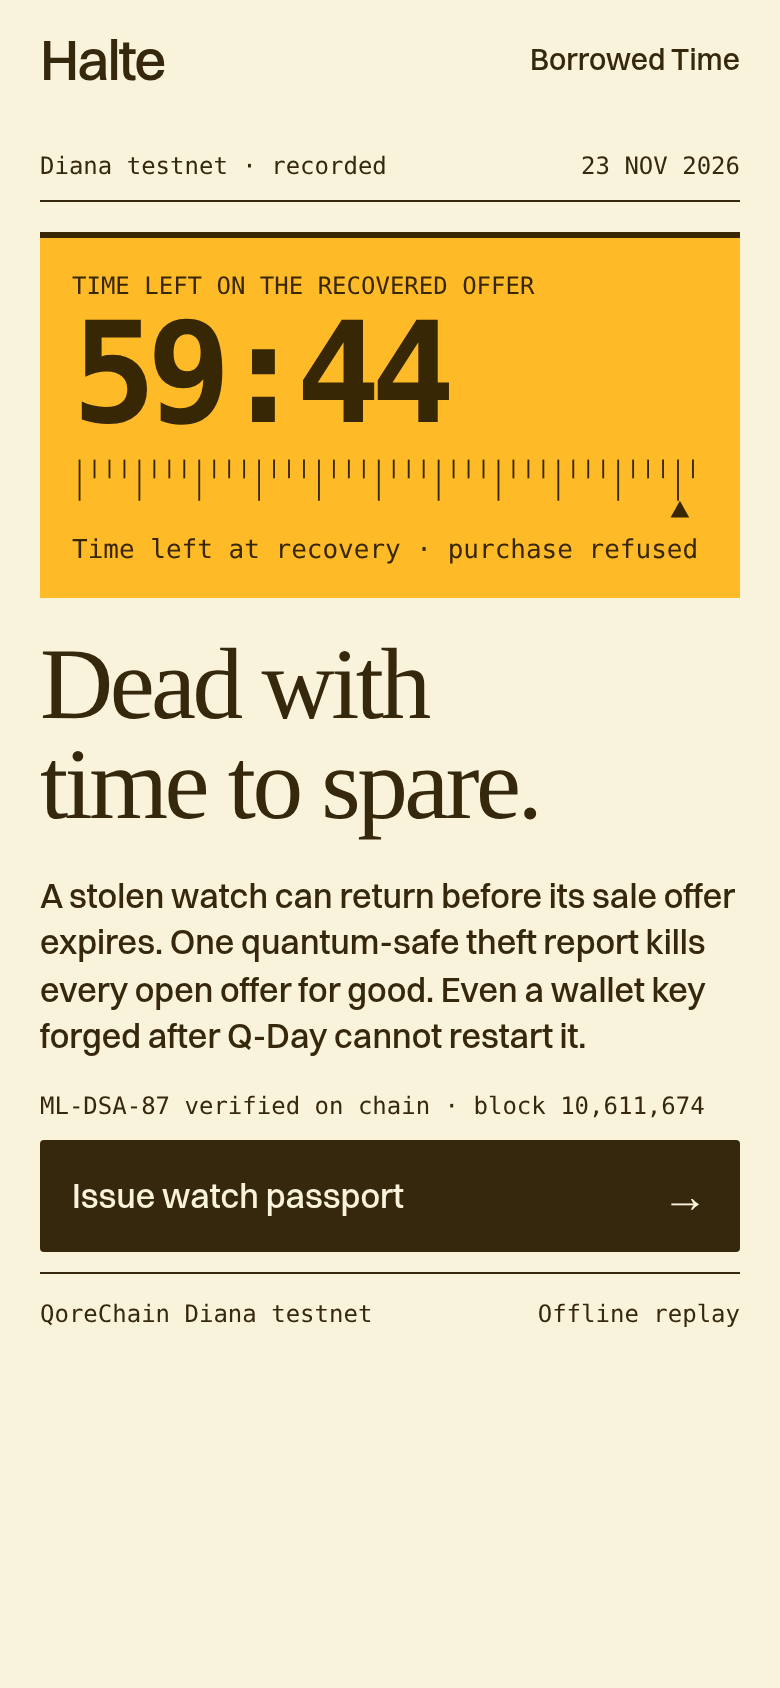 Halte
Borrowed Time
Diana testnet · recorded
23 NOV 2026
TIME LEFT ON THE RECOVERED OFFER
59:44
Time left at recovery · purchase refused
Dead with
time to spare.
A stolen watch can return before its sale offer
expires. One quantum-safe theft report kills
every open offer for good. Even a wallet key
forged after Q-Day cannot restart it.
ML-DSA-87 verified on chain · block 10,611,674
Issue watch passport →
QoreChain Diana testnet
Offline replay